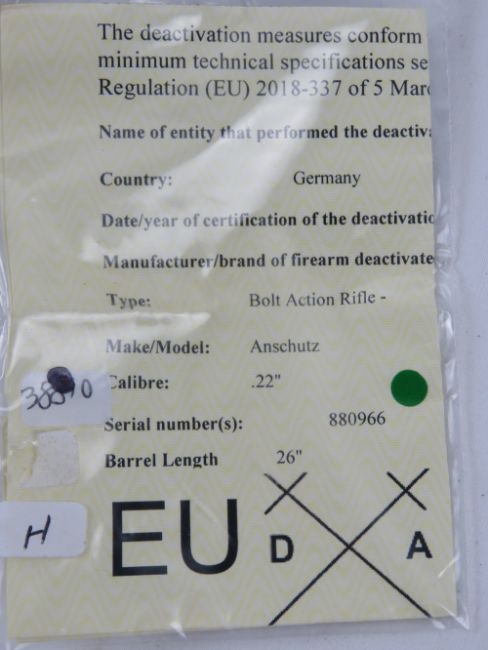 The deactivation measures conform
minimum technical specifications se
Regulation (EU) 2018-337 of 5 Marc
Name of entity that performed the deactiva
Country: Germany
Date/year of certification of the deactivatio
Manufacturer/brand of firearm deactivate
Type: Bolt Action Rifle -
Make/Model: Anschutz
Calibre: .22"
Serial number(s): 880966
Barrel Length 26"
H
EU D A